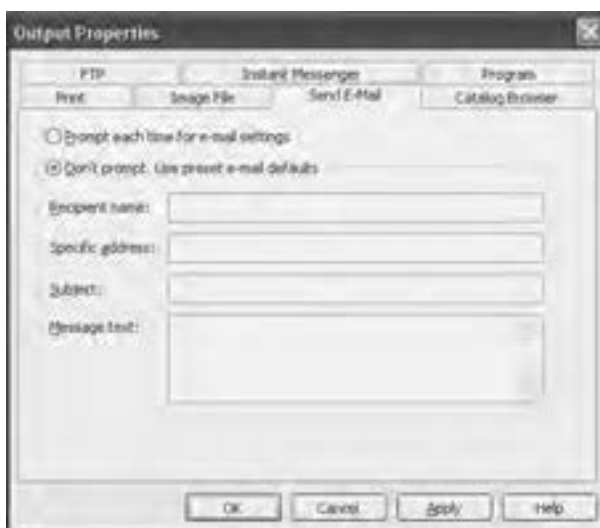 Output Properties
FTP Instant Messenger Program
Print Image File Send E-Mail Catalog Browser
Prompt each time for e-mail settings
Don't prompt. Use preset e-mail defaults
Recipient name:
Specific address:
Subject:
Message text:
OK Cancel Apply Help